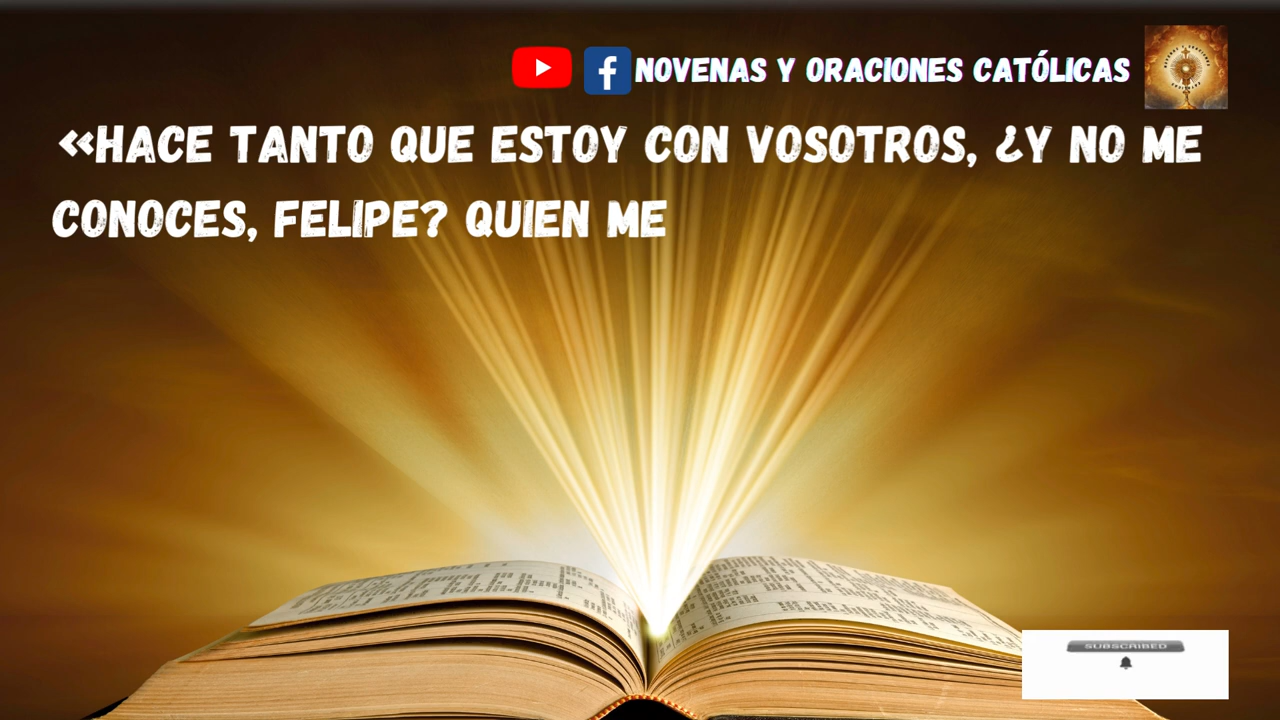 NOVENAS Y ORACIONES CATÓLICAS
«HACE TANTO QUE ESTOY CON VOSOTROS, ¿Y NO ME
CONOCES, FELIPE? QUIEN ME
SUBSCRIBED